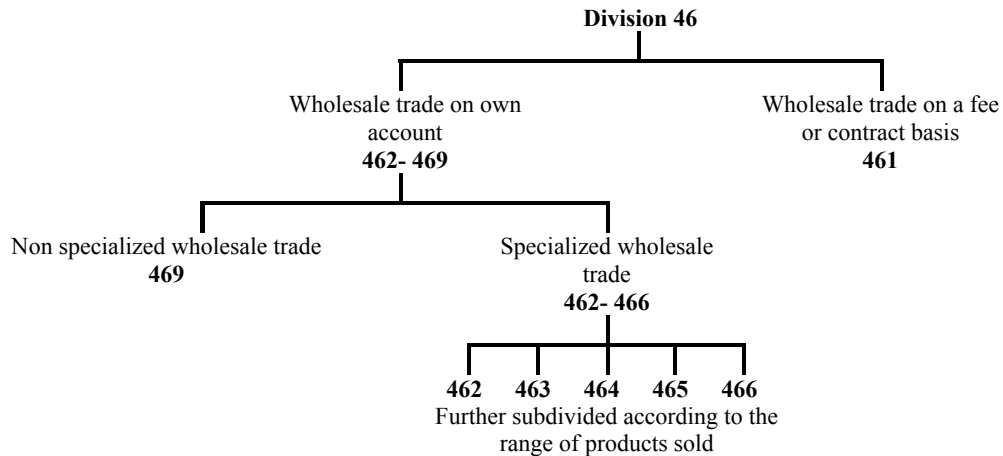 Division 46
Wholesale trade on own
account
462- 469
Wholesale trade on a fee
or contract basis
461
Non specialized wholesale trade
469
Specialized wholesale
trade
462- 466
462 463 464 465 466
Further subdivided according to the
range of products sold